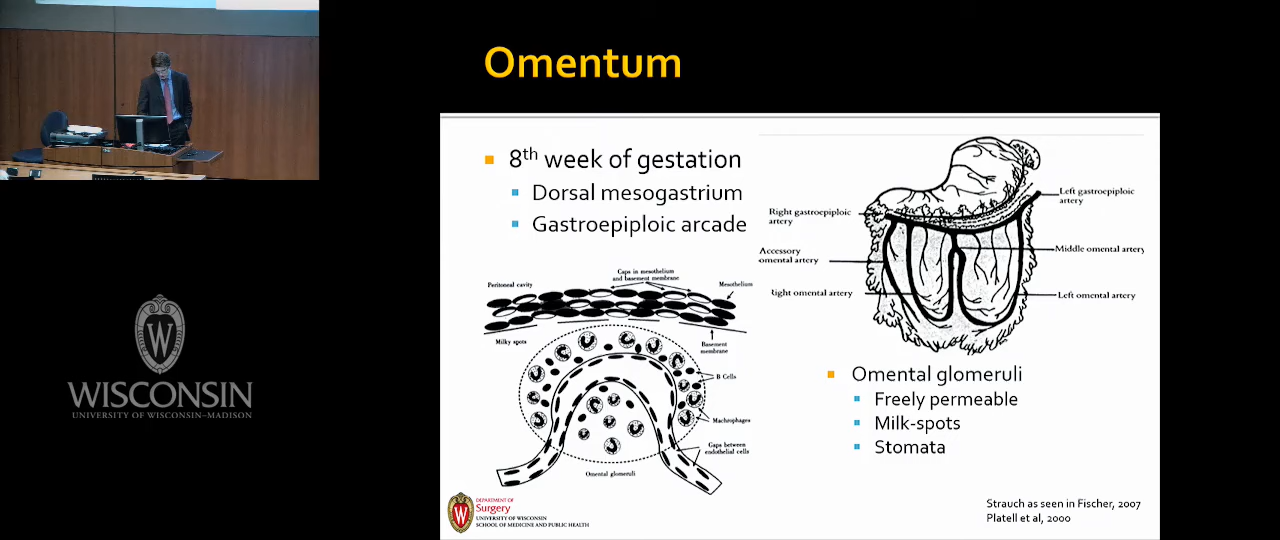 Omentum
8th week of gestation
Dorsal mesogastrium
Gastroepiploic arcade
Gaps in mesothelium
and basement membrane
Peritoneal cavity
Mesothelium
Milky spots
Basement
membrane
B Cells
Machrophages
Gaps between
endothelial cells
Omental glomeruli
Left gastroepiploic
artery
Right gastroepiploic
artery
Accessory
omental artery
Middle omental artery
Right omental artery
Left omental artery
Omental glomeruli
Freely permeable
Milk-spots
Stomata
Strauch as seen in Fischer, 2007
Platell et al, 2000
DEPARTMENT OF
Surgery
UNIVERSITY OF WISCONSIN
SCHOOL OF MEDICINE AND PUBLIC HEALTH
W
WISCONSIN
UNIVERSITY OF WISCONSIN–MADISON